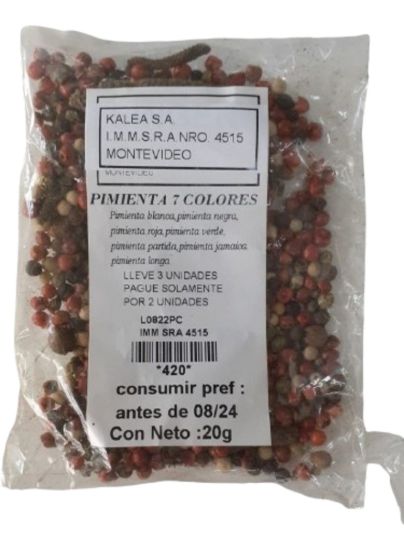 KALEA S.A.
I.M.M.S.R.A NRO. 4515
MONTEVIDEO
MONTEVIDEO
PIMIENTA 7 COLORES
Pimienta blanca,pimienta negra,
pimienta roja,pimienta verde,
pimienta partida,pimienta jamaica
pimienta longa.
LLEVE 3 UNIDADES
PAGUE SOLAMENTE
POR 2 UNIDADES
L0822PC
IMM SRA 4515
*420*
consumir pref :
antes de 08/24
Con Neto :20g